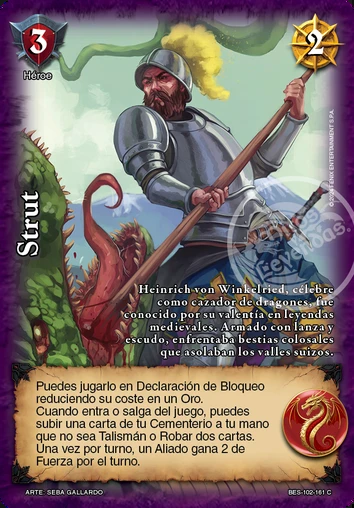 3
Héroe
2
Strut
Heinrich von Winkelried, célebre
como cazador de dragones, fue
conocido por su valentía en leyendas
medievales. Armado con lanza y
escudo, enfrentaba bestias colosales
que asolaban los valles suizos.
Puedes jugarlo en Declaración de Bloqueo
reduciendo su coste en un Oro.
Cuando entra o salga del juego, puedes
subir una carta de tu Cementerio a tu mano
que no sea Talismán o Robar dos cartas.
Una vez por turno, un Aliado gana 2 de
Fuerza por el turno.
ARTE: SEBA GALLARDO
BES-102-161 C